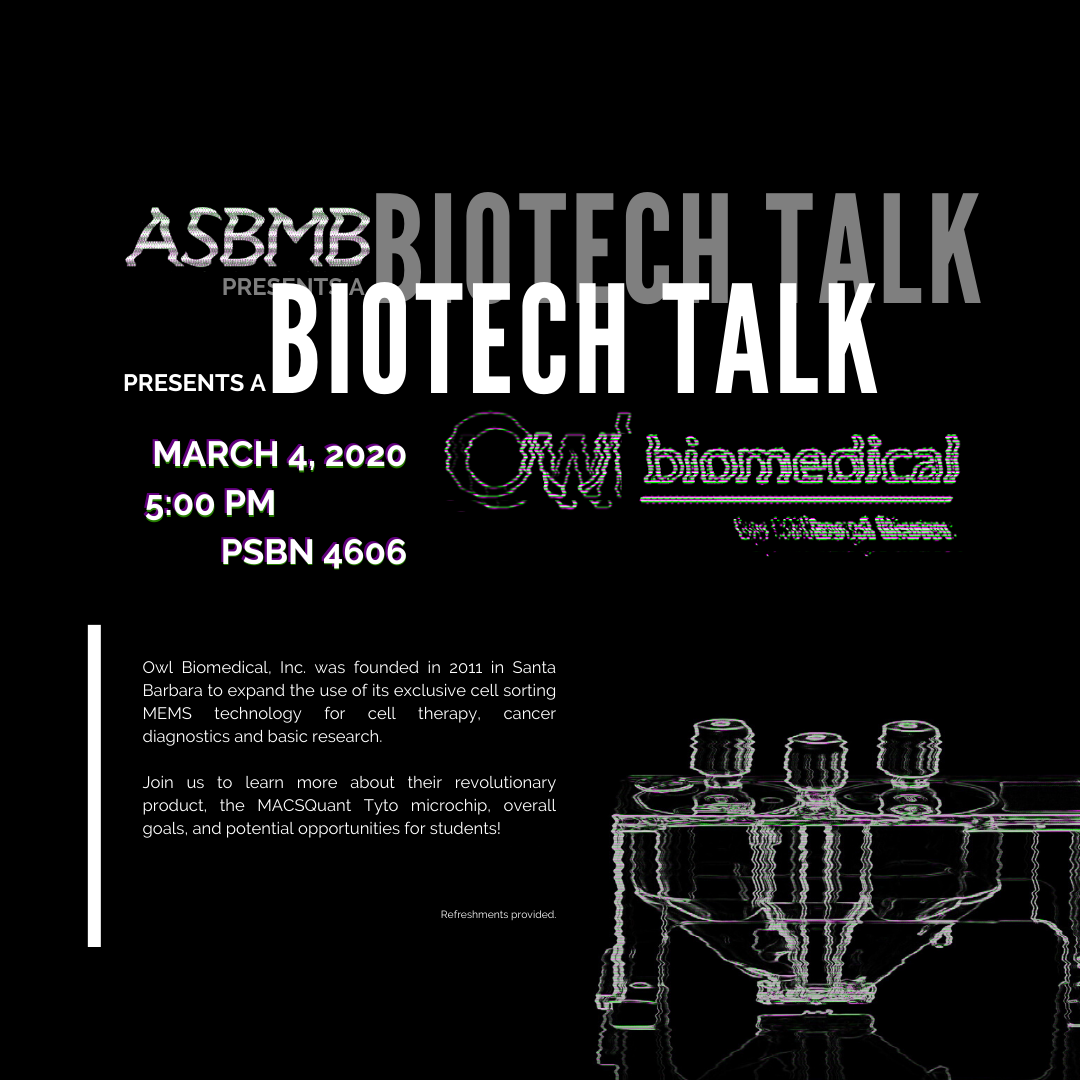 ASBMB
BIOTECH TALK
PRESENTS A
BIOTECH TALK
PRESENTS A
MARCH 4, 2020
5:00 PM
PSBN 4606
Owl biomedical
Owl Biomedical, Inc. was founded in 2011 in Santa
Barbara to expand the use of its exclusive cell sorting
MEMS technology for cell therapy, cancer
diagnostics and basic research.
Join us to learn more about their revolutionary
product, the MACSQuant Tyto microchip, overall
goals, and potential opportunities for students!
Refreshments provided.